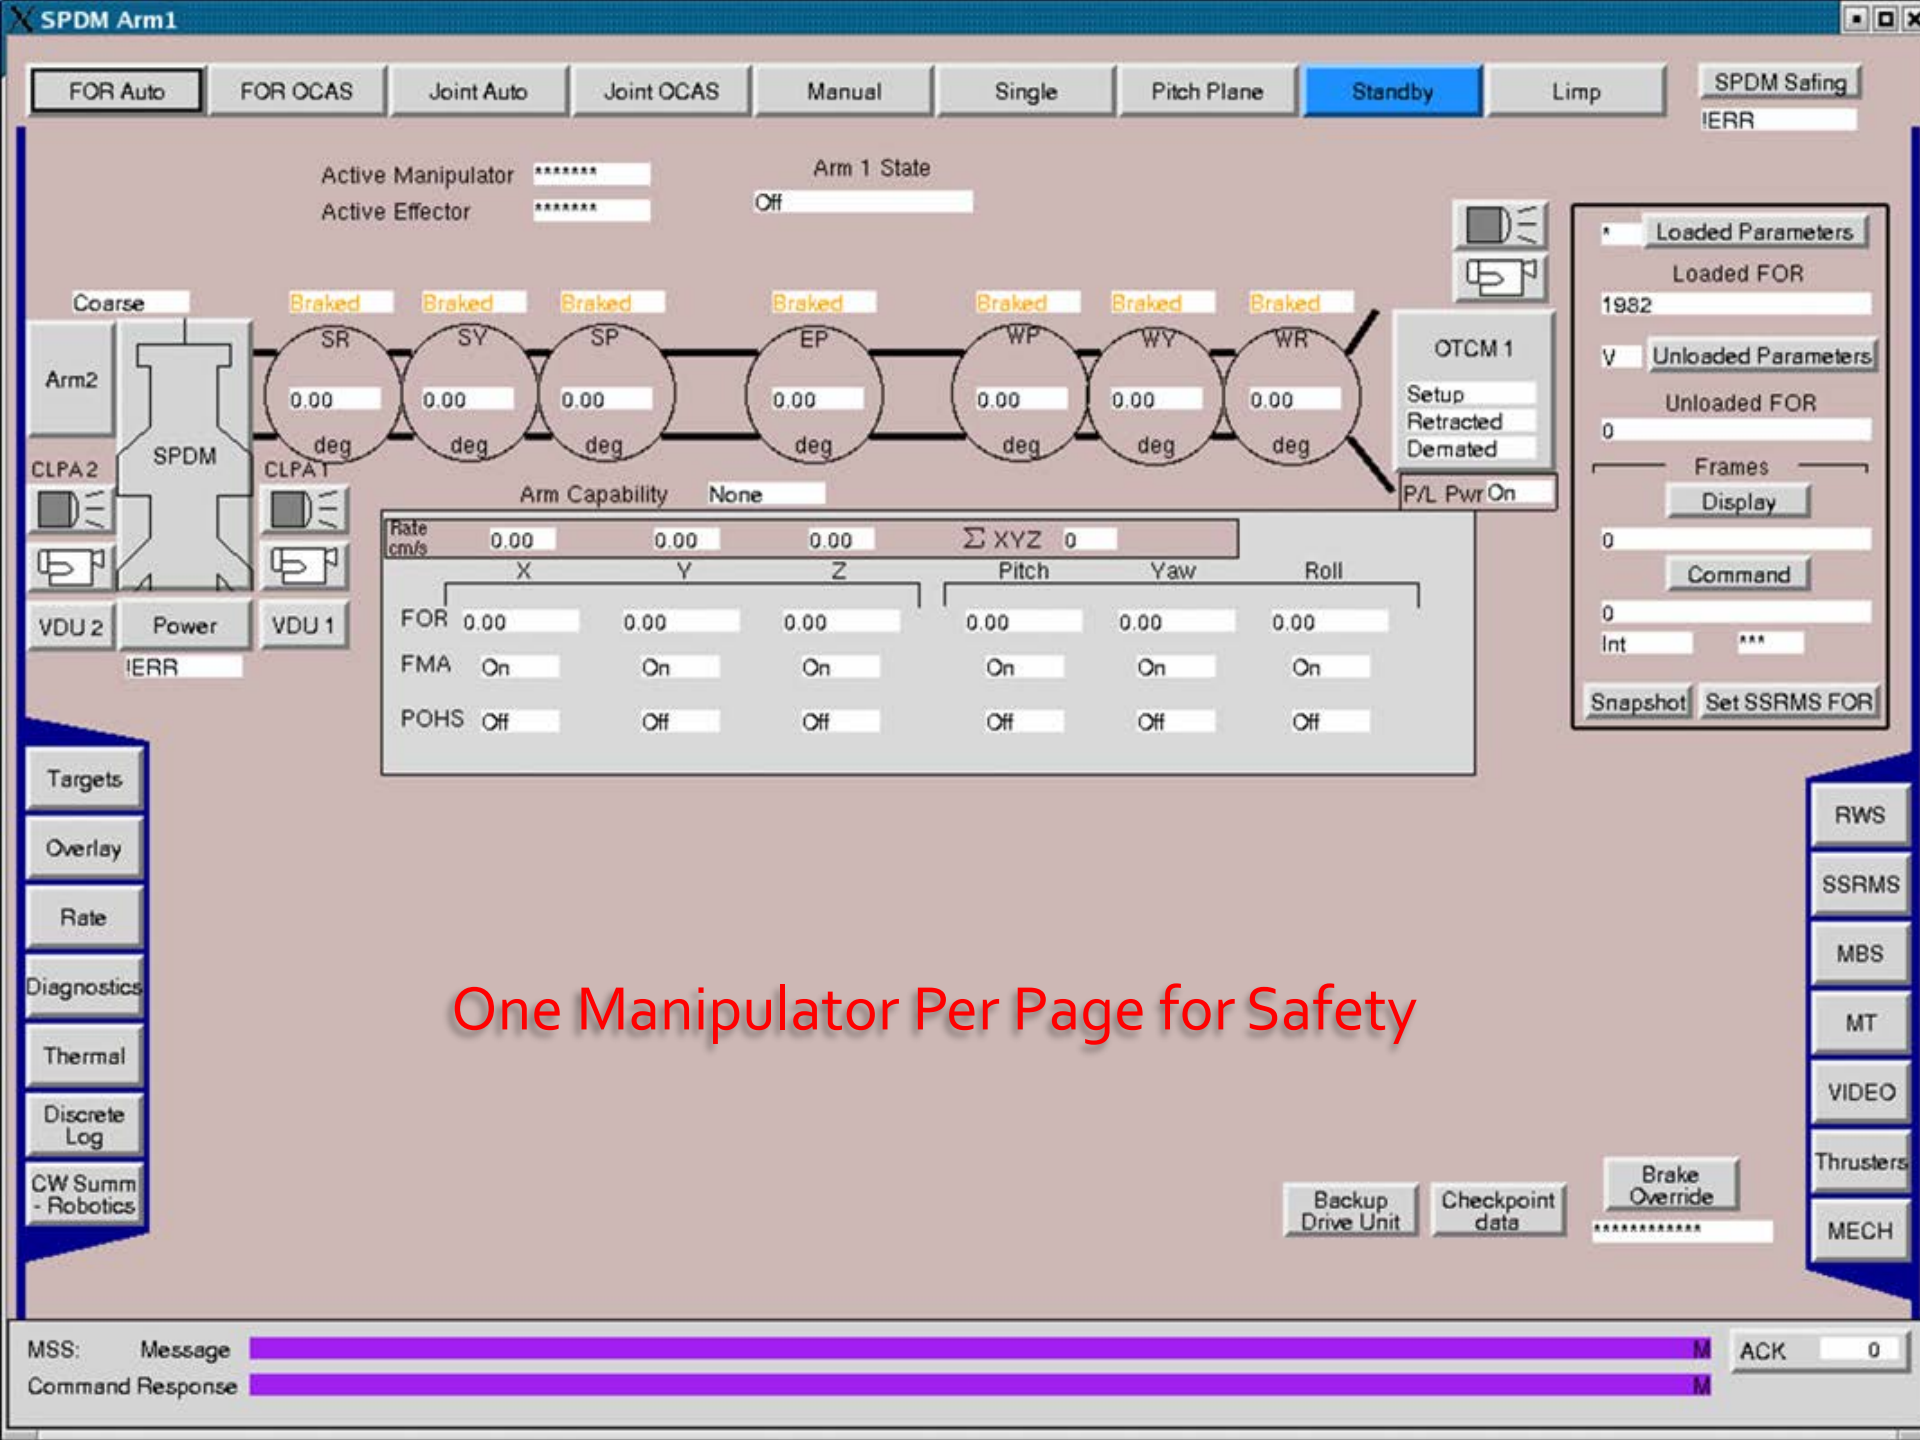 SPDM Arm1
FOR Auto FOR OCAS Joint Auto Joint OCAS Manual Single Pitch Plane Standby Limp SPDM Safing
!ERR
Active Manipulator ******* Arm 1 State
Active Effector ******* Off
* Loaded Parameters
Loaded FOR
1982
Coarse Braked Braked Braked Braked Braked Braked Braked
SR SY SP EP WP WY WR
Arm2 0.00 0.00 0.00 0.00 0.00 0.00 0.00
deg deg deg deg deg deg deg
OTCM 1
Setup
Retracted
Demated
P/L Pwr On
V Unloaded Parameters
Unloaded FOR
0
Frames
Display
0
Command
0
Int ***
Snapshot Set SSRMS FOR
CLPA 2 SPDM CLPA 1
VDU 2 Power VDU 1
!ERR
Arm Capability None
Rate
cm/s 0.00 0.00 0.00 Σ XYZ 0
X Y Z Pitch Yaw Roll
FOR 0.00 0.00 0.00 0.00 0.00 0.00
FMA On On On On On On
POHS Off Off Off Off Off Off
Targets
Overlay
Rate
Diagnostics
Thermal
Discrete
Log
CW Summ
- Robotics
One Manipulator Per Page for Safety
RWS
SSRMS
MBS
MT
VIDEO
Thrusters
MECH
Backup
Drive Unit
Checkpoint
data
Brake
Override
************
MSS: Message M ACK 0
Command Response M